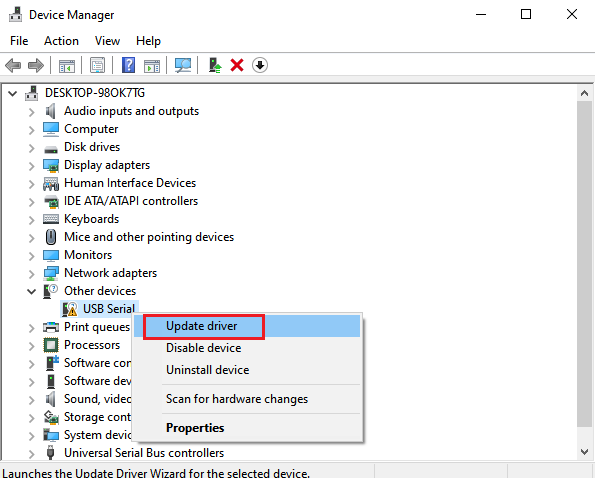 Device Manager
File Action View Help
DESKTOP-98OK7TG
Audio inputs and outputs
Computer
Disk drives
Display adapters
Human Interface Devices
IDE ATA/ATAPI controllers
Keyboards
Mice and other pointing devices
Monitors
Network adapters
Other devices
USB Serial
Update driver
Print queues
Disable device
Processors
Uninstall device
Software con
Software dev
Scan for hardware changes
Sound, video
Storage cont
Properties
System devic
Universal Serial Bus controllers
Launches the Update Driver Wizard for the selected device.